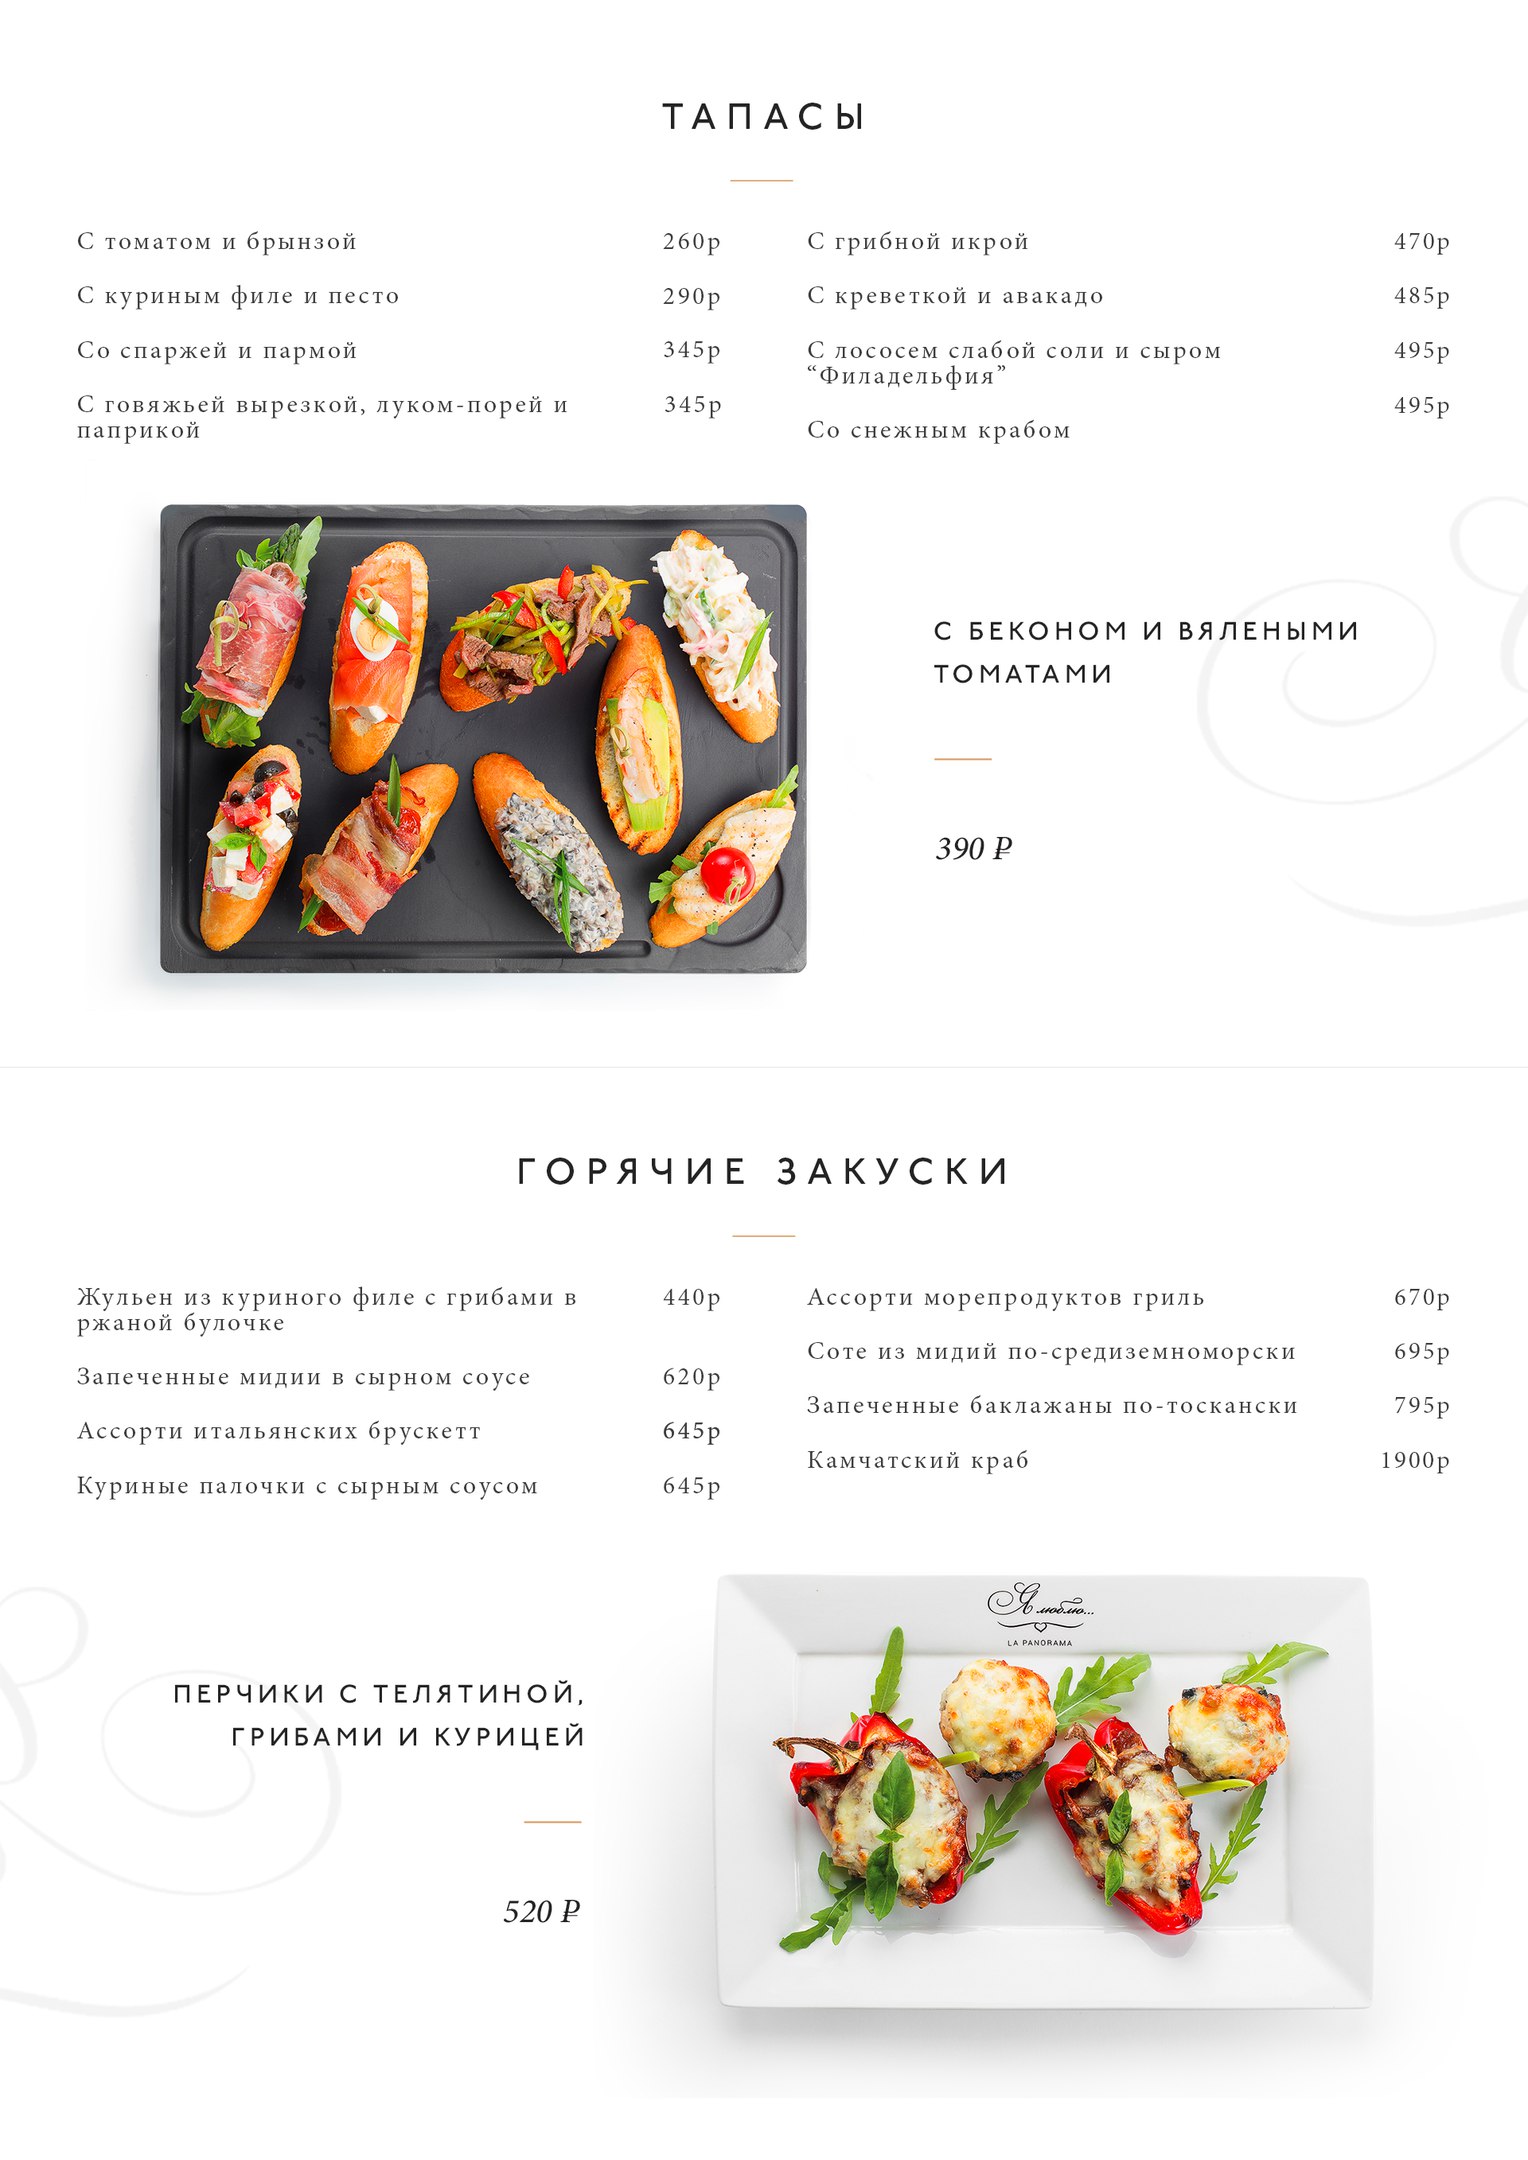 ТАПАСЫ
С томатом и брынзой 260р
С куриным филе и песто 290р
Со спаржей и пармой 345р
С говяжьей вырезкой, луком-порей и 345р
паприкой
С грибной икрой 470р
С креветкой и авакадо 485р
С лососем слабой соли и сыром 495р
“Филадельфия”
495р
Со снежным крабом
С БЕКОНОМ И ВЯЛЕНЫМИ
ТОМАТАМИ
390 ₽
ГОРЯЧИЕ ЗАКУСКИ
Жульен из куриного филе с грибами в 440р
ржаной булочке
Запеченные мидии в сырном соусе 620р
Ассорти итальянских брускетт 645р
Куриные палочки с сырным соусом 645р
Ассорти морепродуктов гриль 670р
Соте из мидий по-средиземноморски 695р
Запеченные баклажаны по-тоскански 795р
Камчатский краб 1900р
Я люблю...
LA PANORAMA
ПЕРЧИКИ С ТЕЛЯТИНОЙ,
ГРИБАМИ И КУРИЦЕЙ
520 ₽